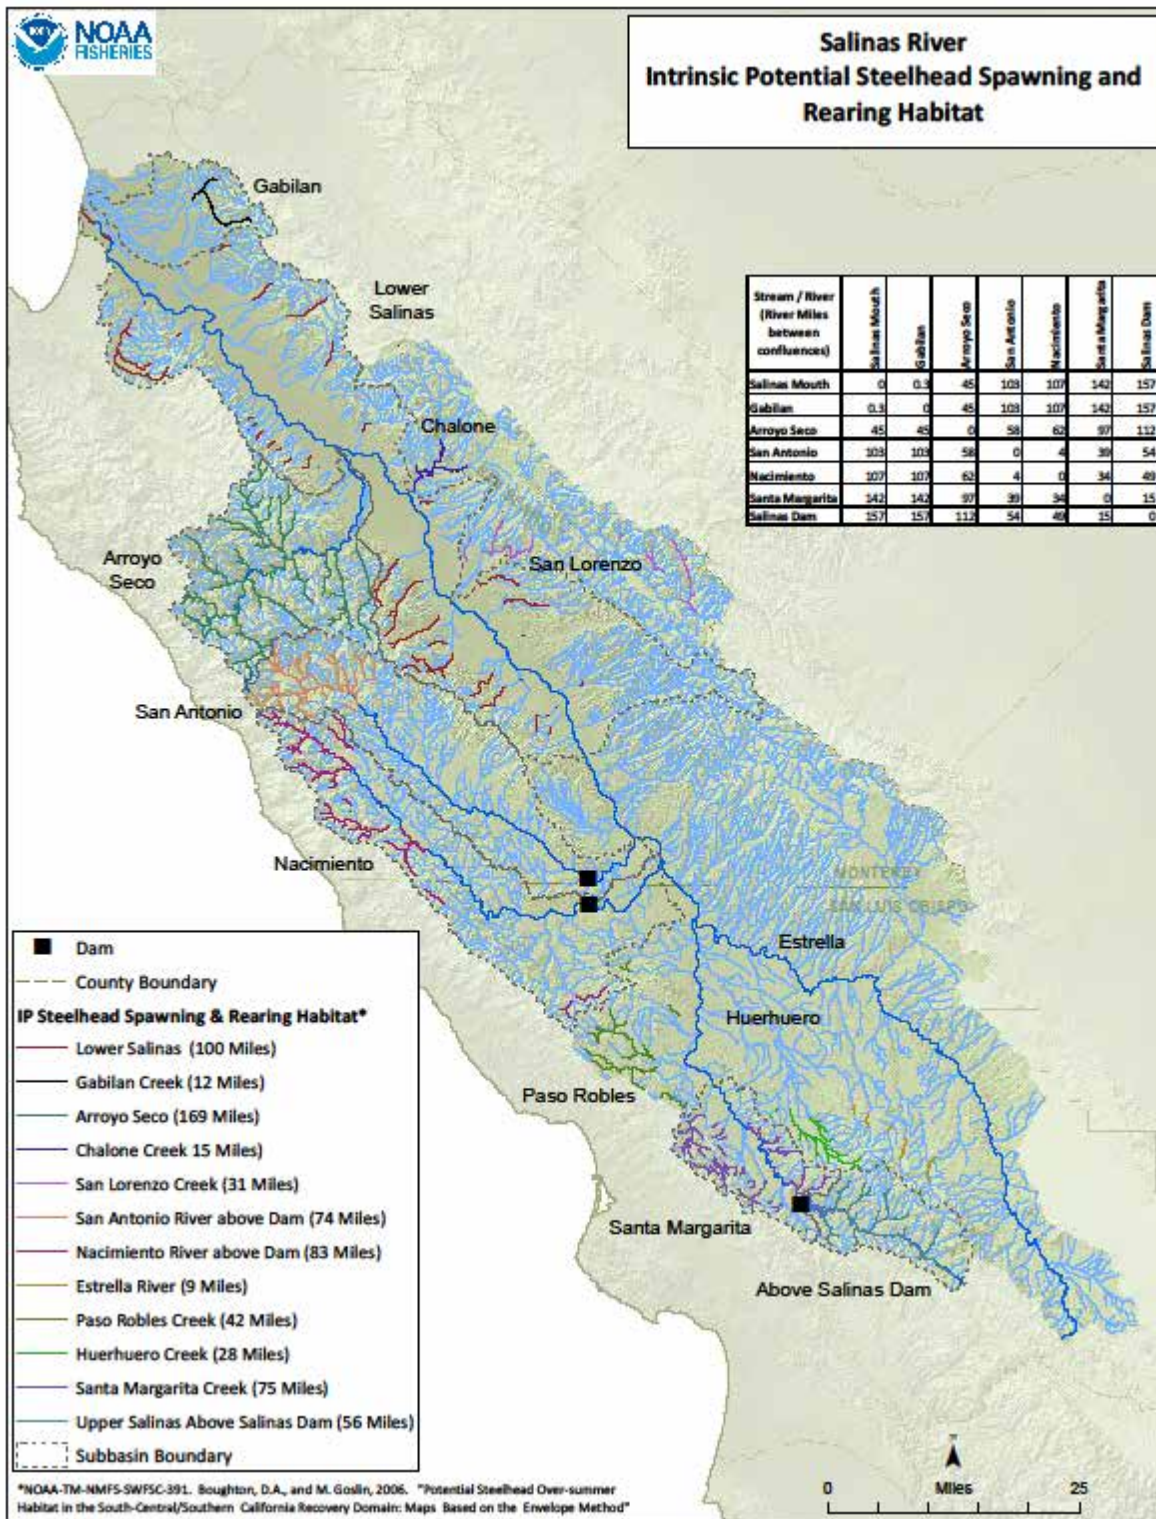 NOAA
FISHERIES
Salinas River
Intrinsic Potential Steelhead Spawning and
Rearing Habitat
Gabilan
Lower
Salinas
Chalone
San Lorenzo
Arroyo
Seco
San Antonio
Nacimiento
MONTEREY
SAN LUIS OBISPO
Estrella
Huerhuero
Paso Robles
Santa Margarita
Above Salinas Dam
Stream / River
(River Miles
between
confluences) Salinas Mouth Gabilan Arroyo Seco San Antonio Nacimiento Santa Margarita Salinas Dam
Salinas Mouth 0 0.3 45 103 107 142 157
Gabilan 0.3 0 45 103 107 142 157
Arroyo Seco 45 45 0 58 62 97 112
San Antonio 103 103 58 0 4 39 54
Nacimiento 107 107 62 4 0 34 49
Santa Margarita 142 142 97 39 34 0 15
Salinas Dam 157 157 112 54 49 15 0
Dam
County Boundary
IP Steelhead Spawning & Rearing Habitat*
Lower Salinas (100 Miles)
Gabilan Creek (12 Miles)
Arroyo Seco (169 Miles)
Chalone Creek 15 Miles)
San Lorenzo Creek (31 Miles)
San Antonio River above Dam (74 Miles)
Nacimiento River above Dam (83 Miles)
Estrella River (9 Miles)
Paso Robles Creek (42 Miles)
Huerhuero Creek (28 Miles)
Santa Margarita Creek (75 Miles)
Upper Salinas Above Salinas Dam (56 Miles)
Subbasin Boundary
*NOAA-TM-NMFS-SWFSC-391. Boughton, D.A., and M. Goslin, 2006. "Potential Steelhead Over-summer
Habitat in the South-Central/Southern California Recovery Domain: Maps Based on the Envelope Method"
0 Miles 25